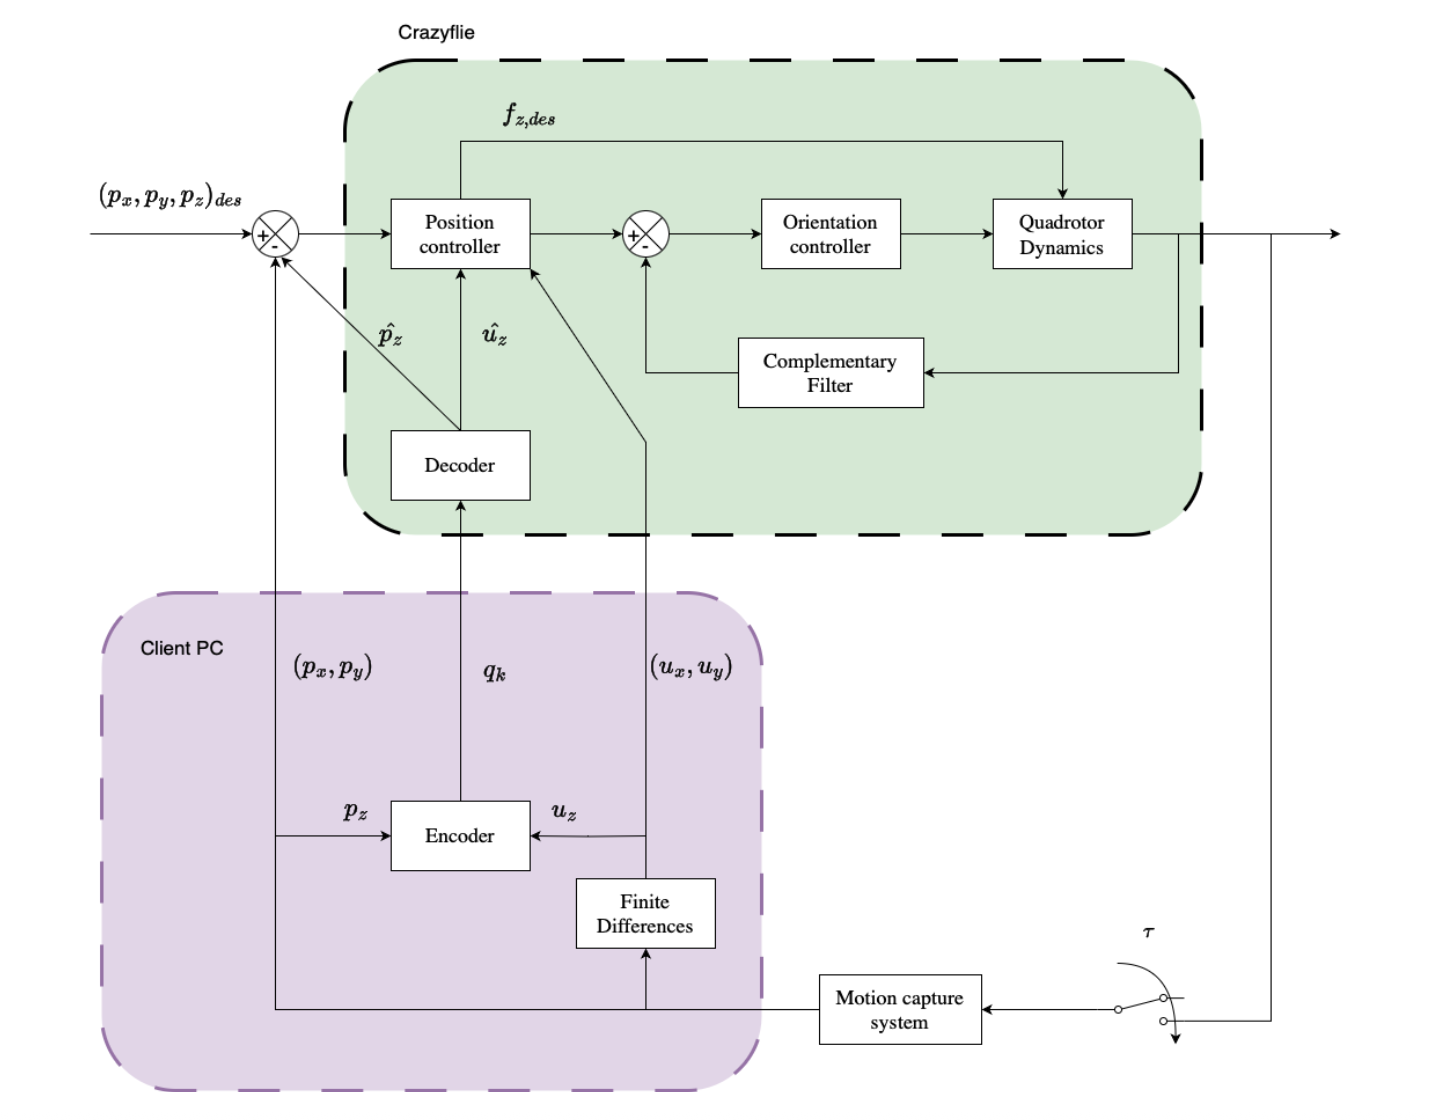 Crazyflie
f_{z,des}
(p_x, p_y, p_z)_{des}
+
-
Position
controller
+
-
Orientation
controller
Quadrotor
Dynamics
\hat{p_z}
\hat{u_z}
Complementary
Filter
Decoder
Client PC
(p_x, p_y)
q_k
(u_x, u_y)
p_z
u_z
Encoder
Finite
Differences
τ
Motion capture
system